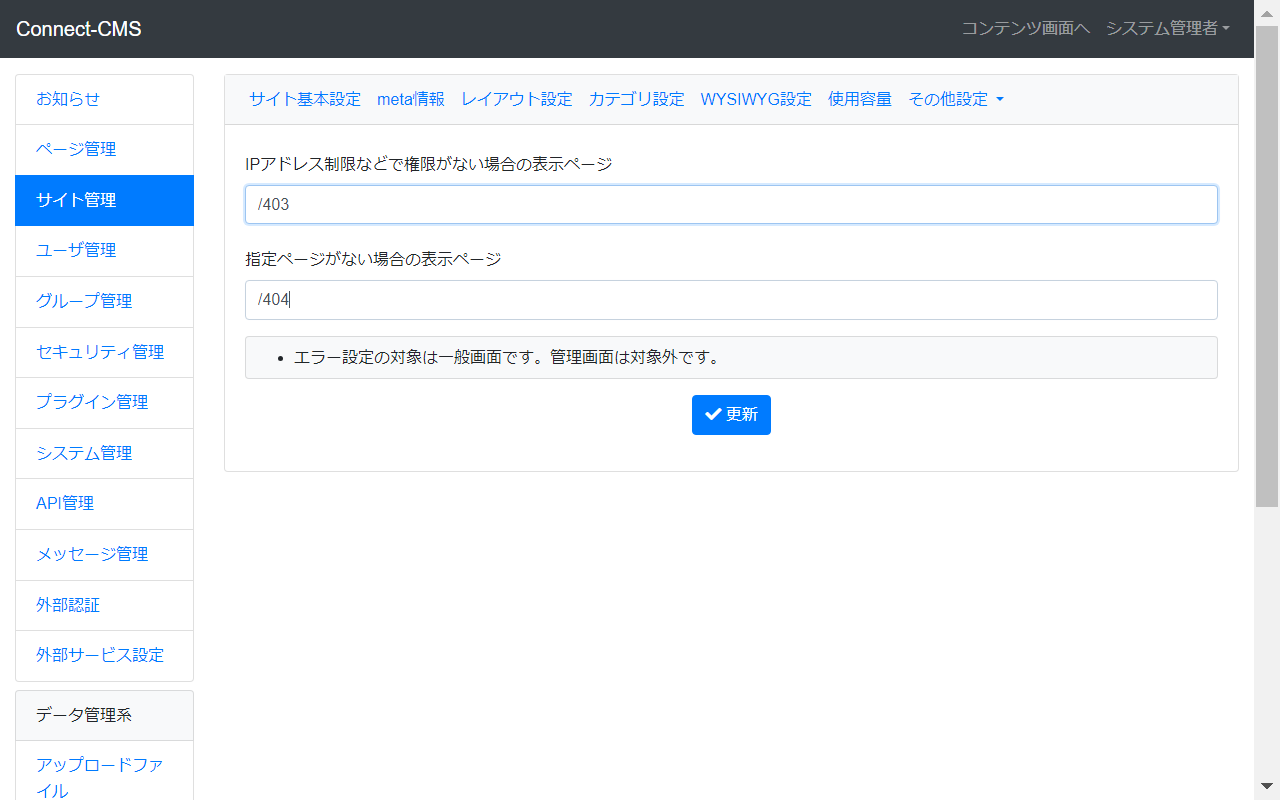 Connect-CMS
コンテンツ画面へ システム管理者
お知らせ
ページ管理
サイト管理
ユーザ管理
グループ管理
セキュリティ管理
プラグイン管理
システム管理
API管理
メッセージ管理
外部認証
外部サービス設定
データ管理系
アップロードファ
イル
サイト基本設定 meta情報 レイアウト設定 カテゴリ設定 WYSIWYG設定 使用容量 その他設定
IPアドレス制限などで権限がない場合の表示ページ
/403
指定ページがない場合の表示ページ
/404
• エラー設定の対象は一般画面です。管理画面は対象外です。
更新